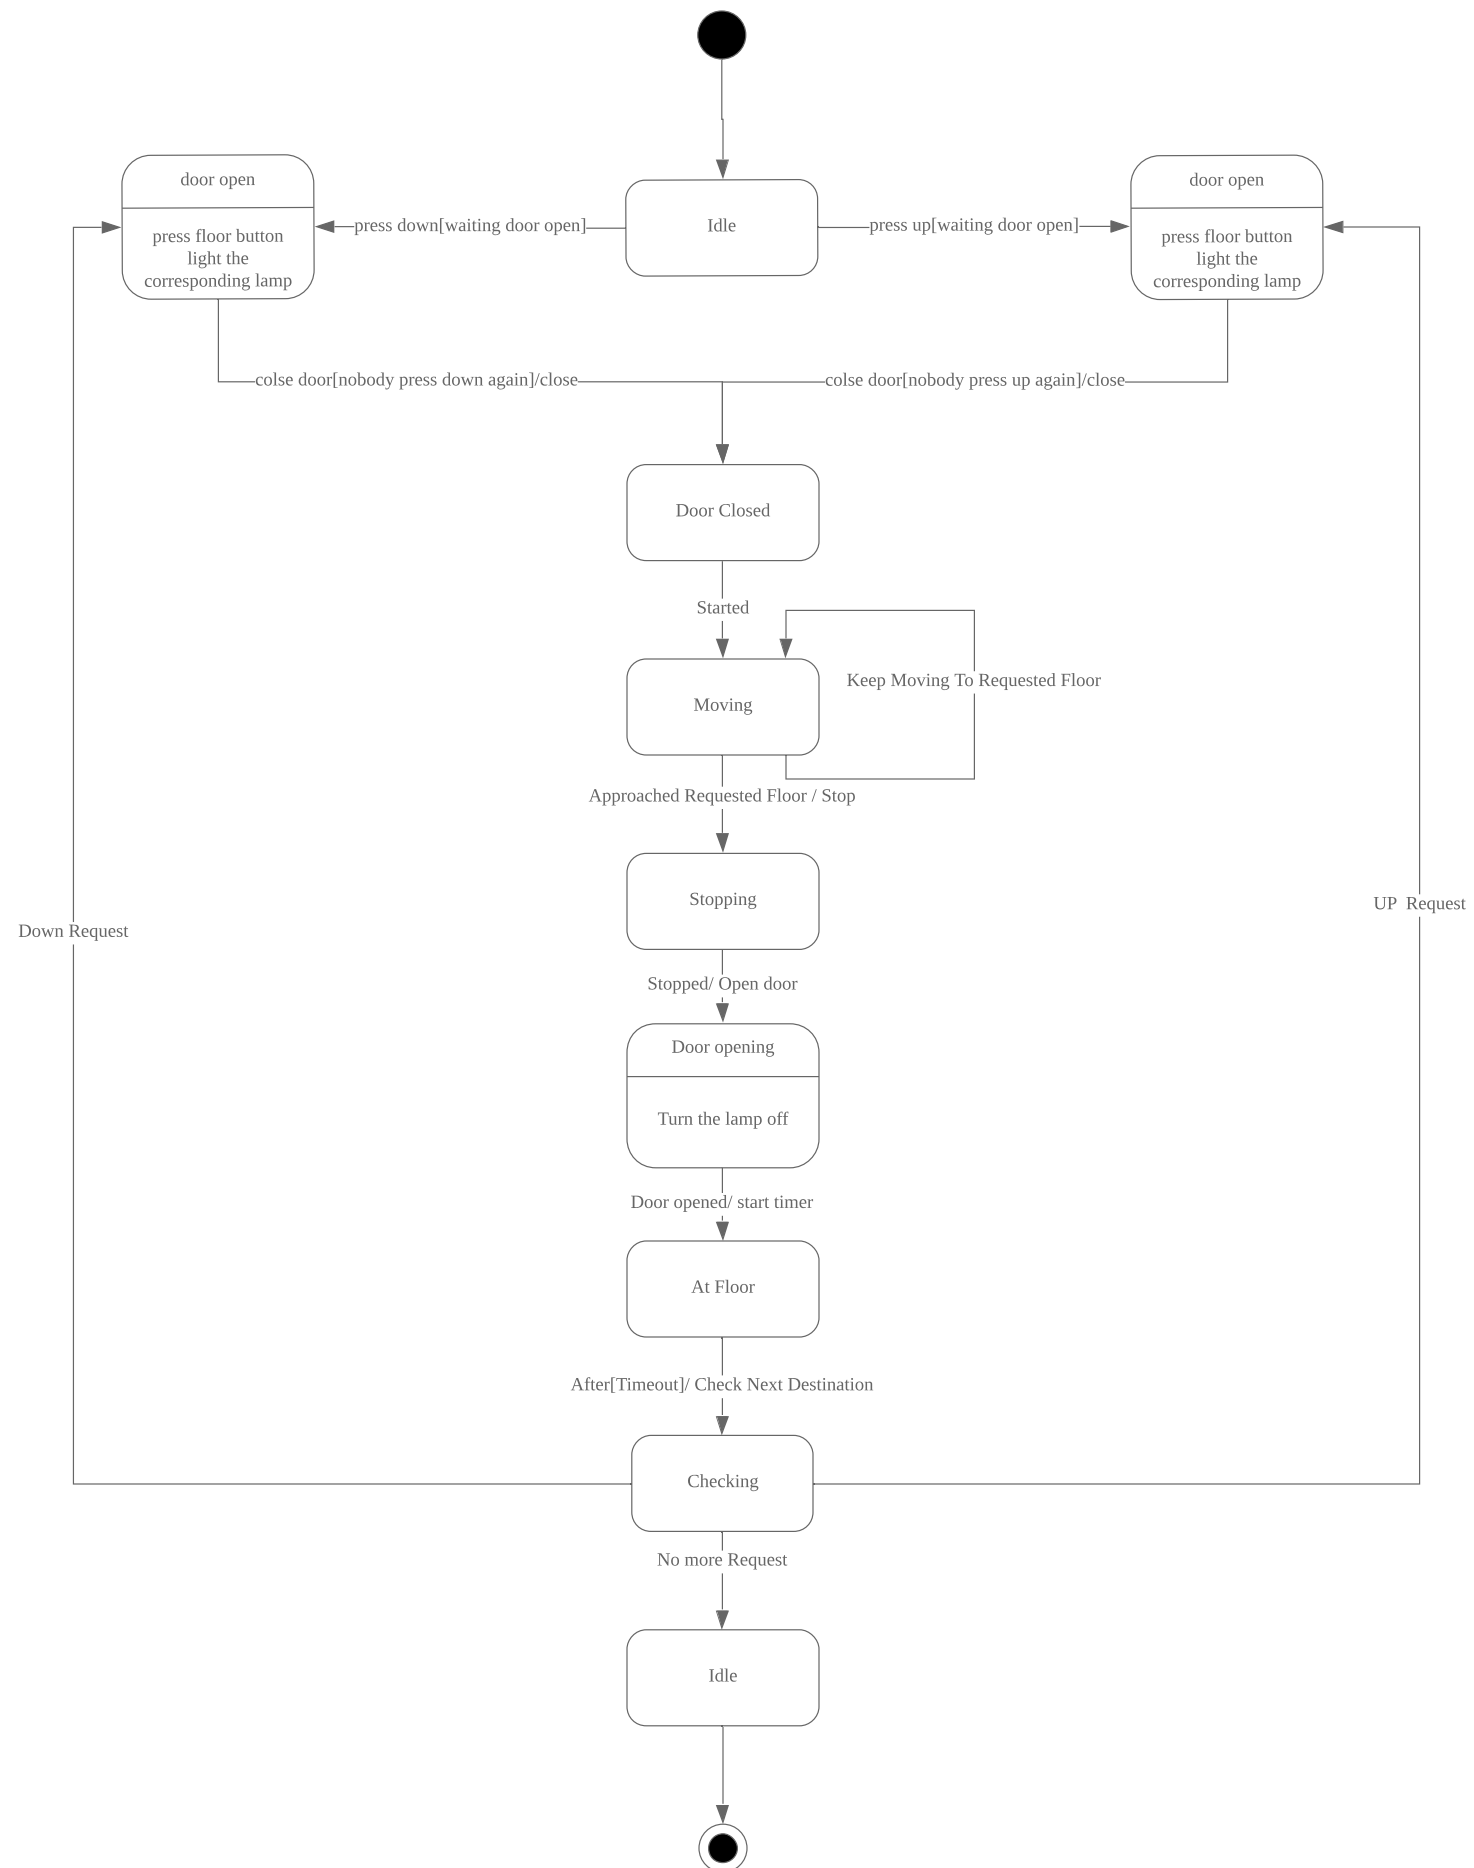 door open
press floor button
light the
corresponding lamp
press down[waiting door open]
Idle
press up[waiting door open]
door open
press floor button
light the
corresponding lamp
colse door[nobody press down again]/close
colse door[nobody press up again]/close
Door Closed
Started
Keep Moving To Requested Floor
Moving
Approached Requested Floor / Stop
Stopping
UP  Request
Down Request
Stopped/ Open door
Door opening
Turn the lamp off
Door opened/ start timer
At Floor
After[Timeout]/ Check Next Destination
Checking
No more Request
Idle